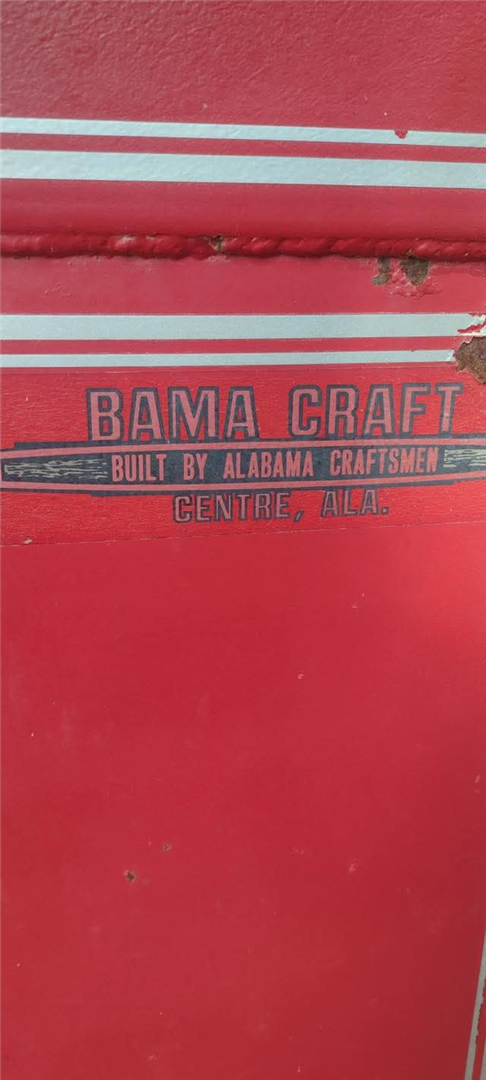 BAMA CRAFT
BUILT BY ALABAMA CRAFTSMEN
CENTRE, ALA.